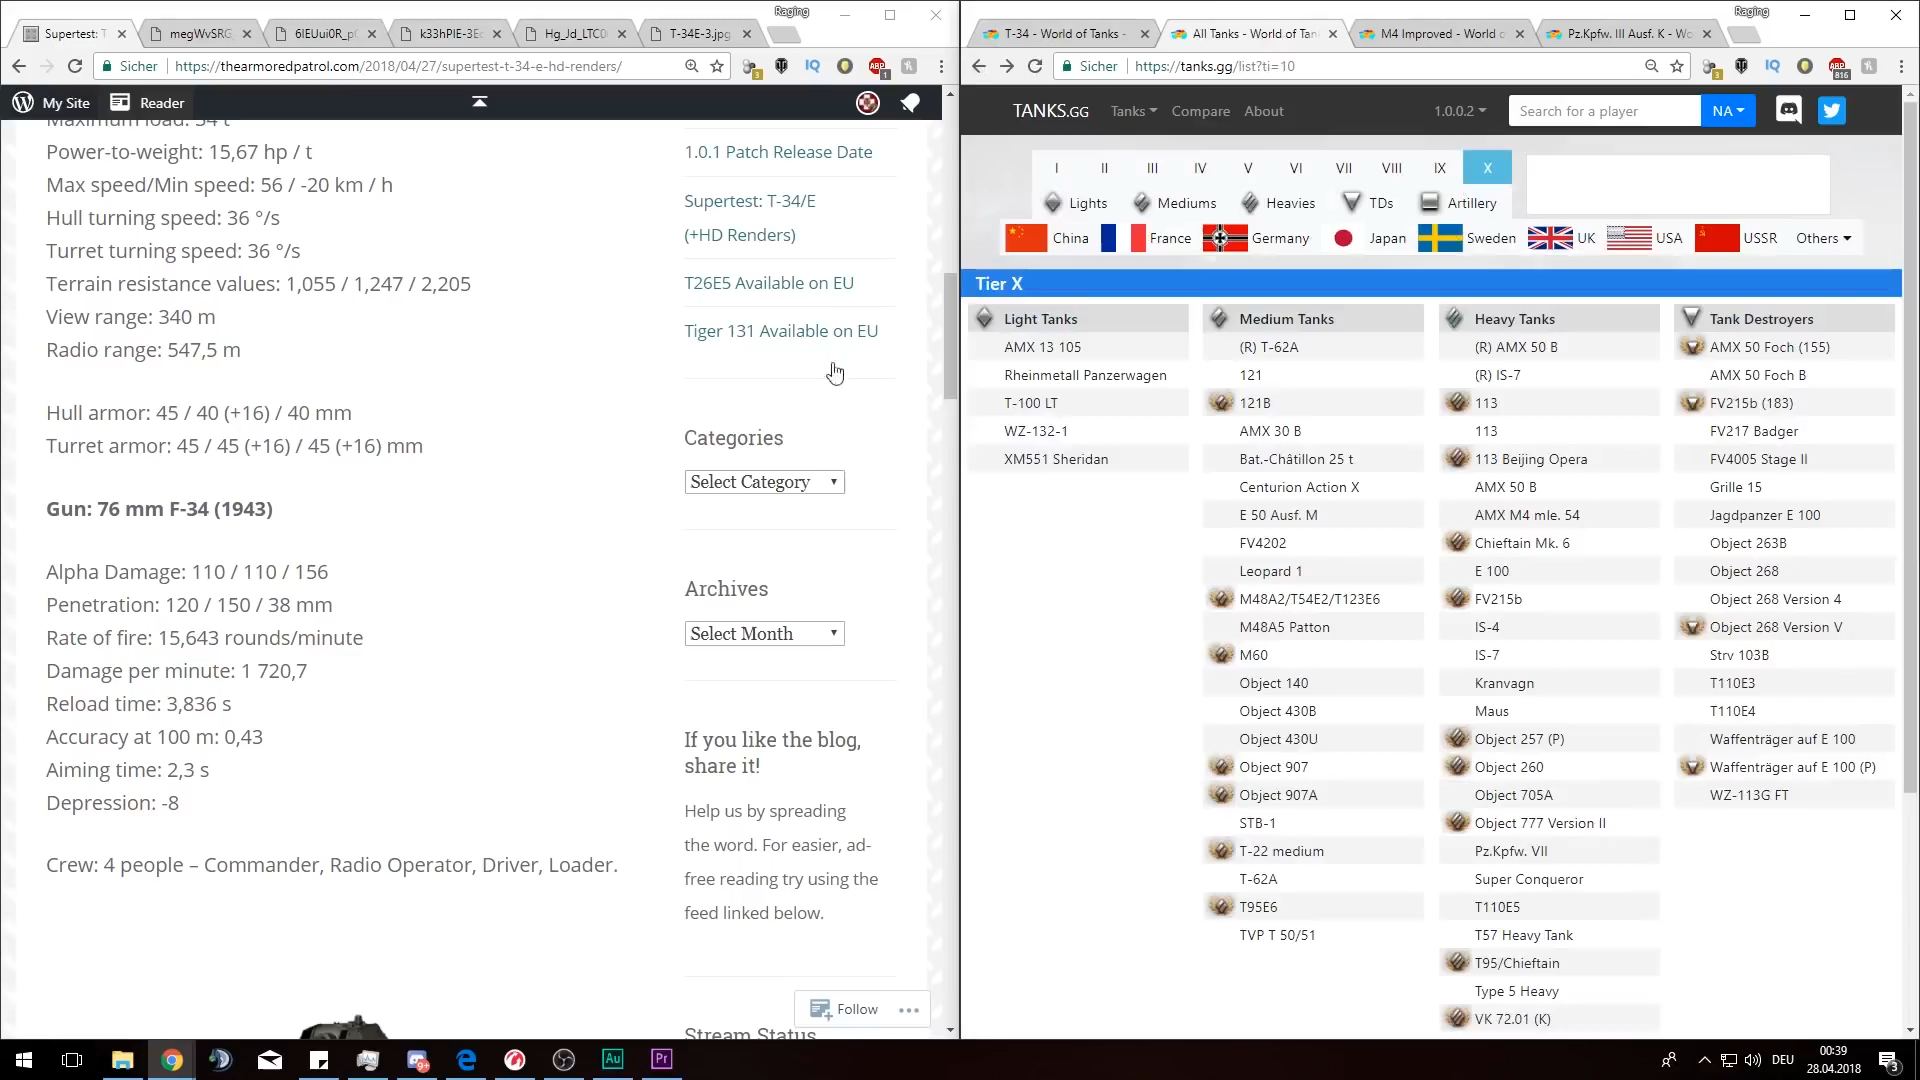 Raging
Supertest: T
megWvSRG
6lEUui0R_p
k33hPIE-3E
Hg_Jd_LTC0
T-34E-3.jpg
Sicher
https://thearmoredpatrol.com/2018/04/27/supertest-t-34-e-hd-renders/
My Site
Reader
Maximum load: 34 t
Power-to-weight: 15,67 hp / t
Max speed/Min speed: 56 / -20 km / h
Hull turning speed: 36 °/s
Turret turning speed: 36 °/s
Terrain resistance values: 1,055 / 1,247 / 2,205
View range: 340 m
Radio range: 547,5 m
Hull armor: 45 / 40 (+16) / 40 mm
Turret armor: 45 / 45 (+16) / 45 (+16) mm
Gun: 76 mm F-34 (1943)
Alpha Damage: 110 / 110 / 156
Penetration: 120 / 150 / 38 mm
Rate of fire: 15,643 rounds/minute
Damage per minute: 1 720,7
Reload time: 3,836 s
Accuracy at 100 m: 0,43
Aiming time: 2,3 s
Depression: -8
Crew: 4 people – Commander, Radio Operator, Driver, Loader.
1.0.1 Patch Release Date
Supertest: T-34/E
(+HD Renders)
T26E5 Available on EU
Tiger 131 Available on EU
Categories
Select Category
Archives
Select Month
If you like the blog,
share it!
Help us by spreading
the word. For easier, ad-
free reading try using the
feed linked below.
Stream Status
Follow
Raging
T-34 - World of Tanks -
All Tanks - World of Tan
M4 Improved - World o
Pz.Kpfw. III Ausf. K - Wo
Sicher
https://tanks.gg/list?ti=10
TANKS.GG
Tanks
Compare
About
1.0.0.2
Search for a player
NA
I II III IV V VI VII VIII IX X
Lights
Mediums
Heavies
TDs
Artillery
China
France
Germany
Japan
Sweden
UK
USA
USSR
Others
Tier X
Light Tanks
AMX 13 105
Rheinmetall Panzerwagen
T-100 LT
WZ-132-1
XM551 Sheridan
Medium Tanks
(R) T-62A
121
121B
AMX 30 B
Bat.-Châtillon 25 t
Centurion Action X
E 50 Ausf. M
FV4202
Leopard 1
M48A2/T54E2/T123E6
M48A5 Patton
M60
Object 140
Object 430B
Object 430U
Object 907
Object 907A
STB-1
T-22 medium
T-62A
T95E6
TVP T 50/51
Heavy Tanks
(R) AMX 50 B
(R) IS-7
113
113
113 Beijing Opera
AMX 50 B
AMX M4 mle. 54
Chieftain Mk. 6
E 100
FV215b
IS-4
IS-7
Kranvagn
Maus
Object 257 (P)
Object 260
Object 705A
Object 777 Version II
Pz.Kpfw. VII
Super Conqueror
T110E5
T57 Heavy Tank
T95/Chieftain
Type 5 Heavy
VK 72.01 (K)
Tank Destroyers
AMX 50 Foch (155)
AMX 50 Foch B
FV215b (183)
FV217 Badger
FV4005 Stage II
Grille 15
Jagdpanzer E 100
Object 263B
Object 268
Object 268 Version 4
Object 268 Version V
Strv 103B
T110E3
T110E4
Waffenträger auf E 100
Waffenträger auf E 100 (P)
WZ-113G FT
DEU
00:39
28.04.2018